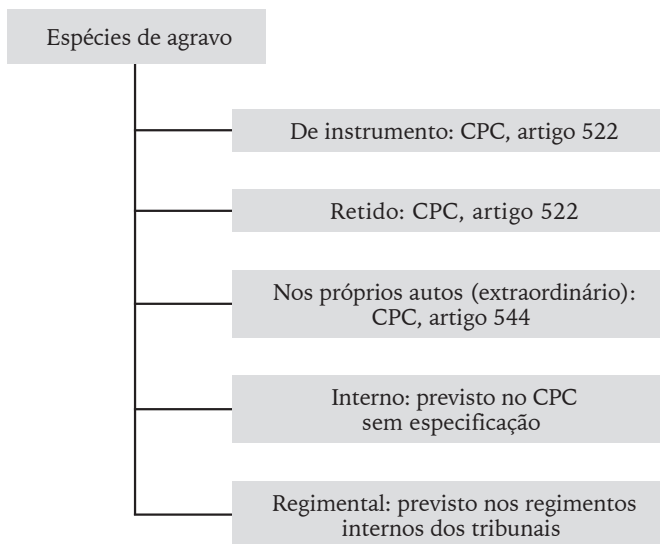 Espécies de agravo
De instrumento: CPC, artigo 522
Retido: CPC, artigo 522
Nos próprios autos (extraordinário):
CPC, artigo 544
Interno: previsto no CPC
sem especificação
Regimental: previsto nos regimentos
internos dos tribunais